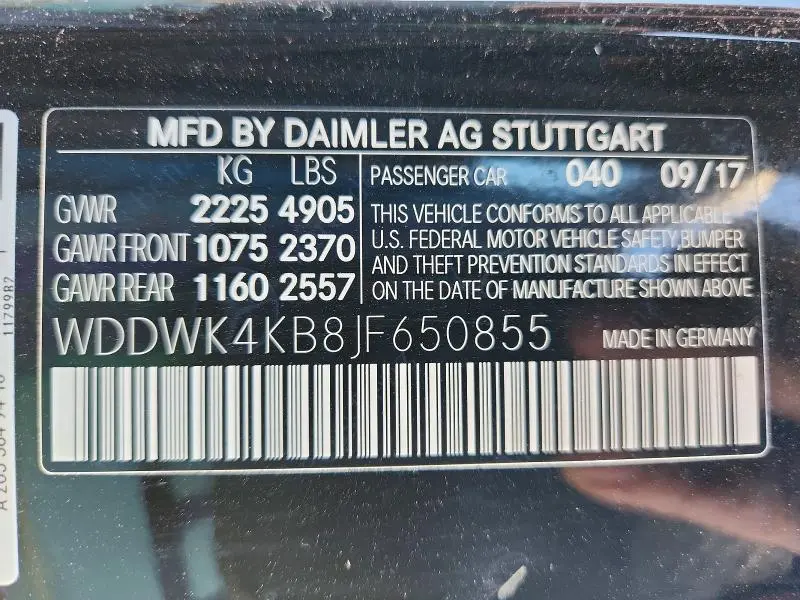 MFD BY DAIMLER AG STUTTGART
KG LBS
GVWR 2225 4905
GAWR FRONT 1075 2370
GAWR REAR 1160 2557
PASSENGER CAR 040 09/17
THIS VEHICLE CONFORMS TO ALL APPLICABLE
U.S. FEDERAL MOTOR VEHICLE SAFETY, BUMPER
AND THEFT PREVENTION STANDARDS IN EFFECT
ON THE DATE OF MANUFACTURE SHOWN ABOVE
WDDWK4KB8JF650855 MADE IN GERMANY
1179982